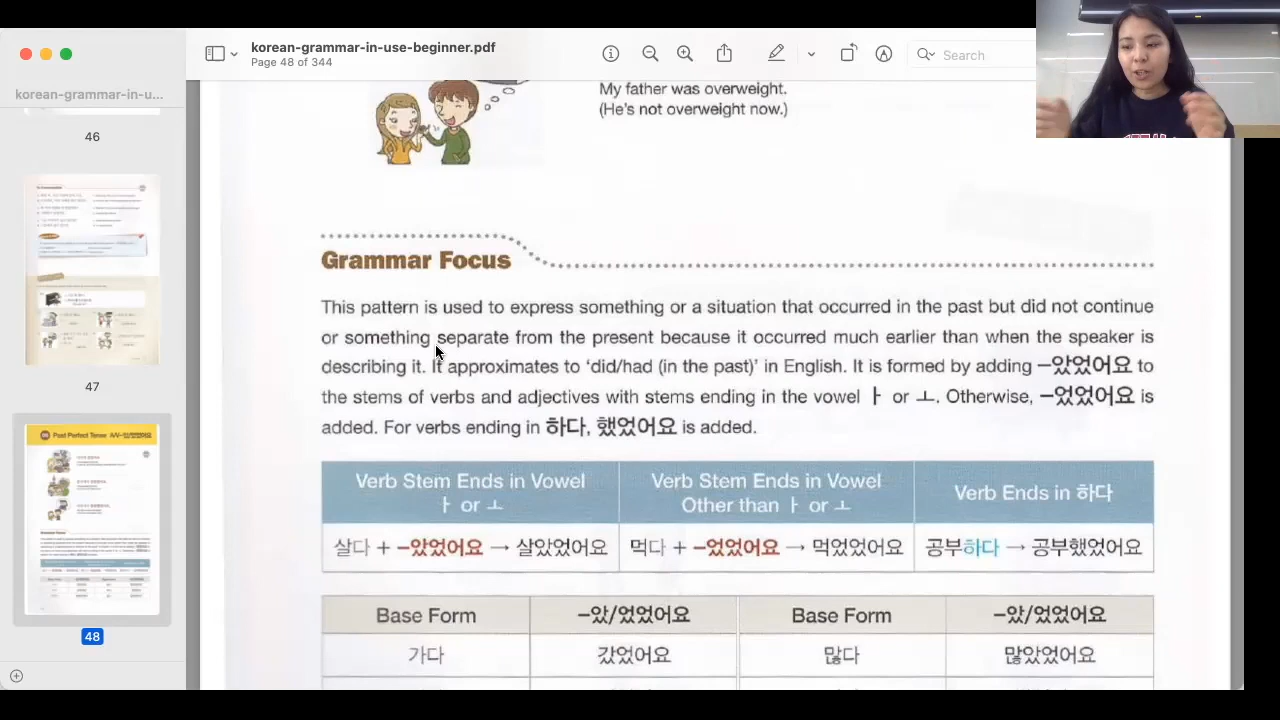 korean-grammar-in-use-beginner.pdf
Page 48 of 344
Search
korean-grammar-in-u...
46
47
48
My father was overweight.
(He's not overweight now.)
Grammar Focus
This pattern is used to express something or a situation that occurred in the past but did not continue
or something separate from the present because it occurred much earlier than when the speaker is
describing it. It approximates to 'did/had (in the past)' in English. It is formed by adding –았었어요 to
the stems of verbs and adjectives with stems ending in the vowel ㅏ or ㅗ. Otherwise, –었었어요 is
added. For verbs ending in 하다, 했었어요 is added.
Verb Stem Ends in Vowel
ㅏ or ㅗ
Verb Stem Ends in Vowel
Other than ㅏ or ㅗ
Verb Ends in 하다
살다 + –았었어요 → 살았었어요
먹다 + –었었어요 → 먹었었어요
공부하다 → 공부했었어요
Base Form
–았/었었어요
Base Form
–았/었었어요
가다
갔었어요
많다
많았었어요